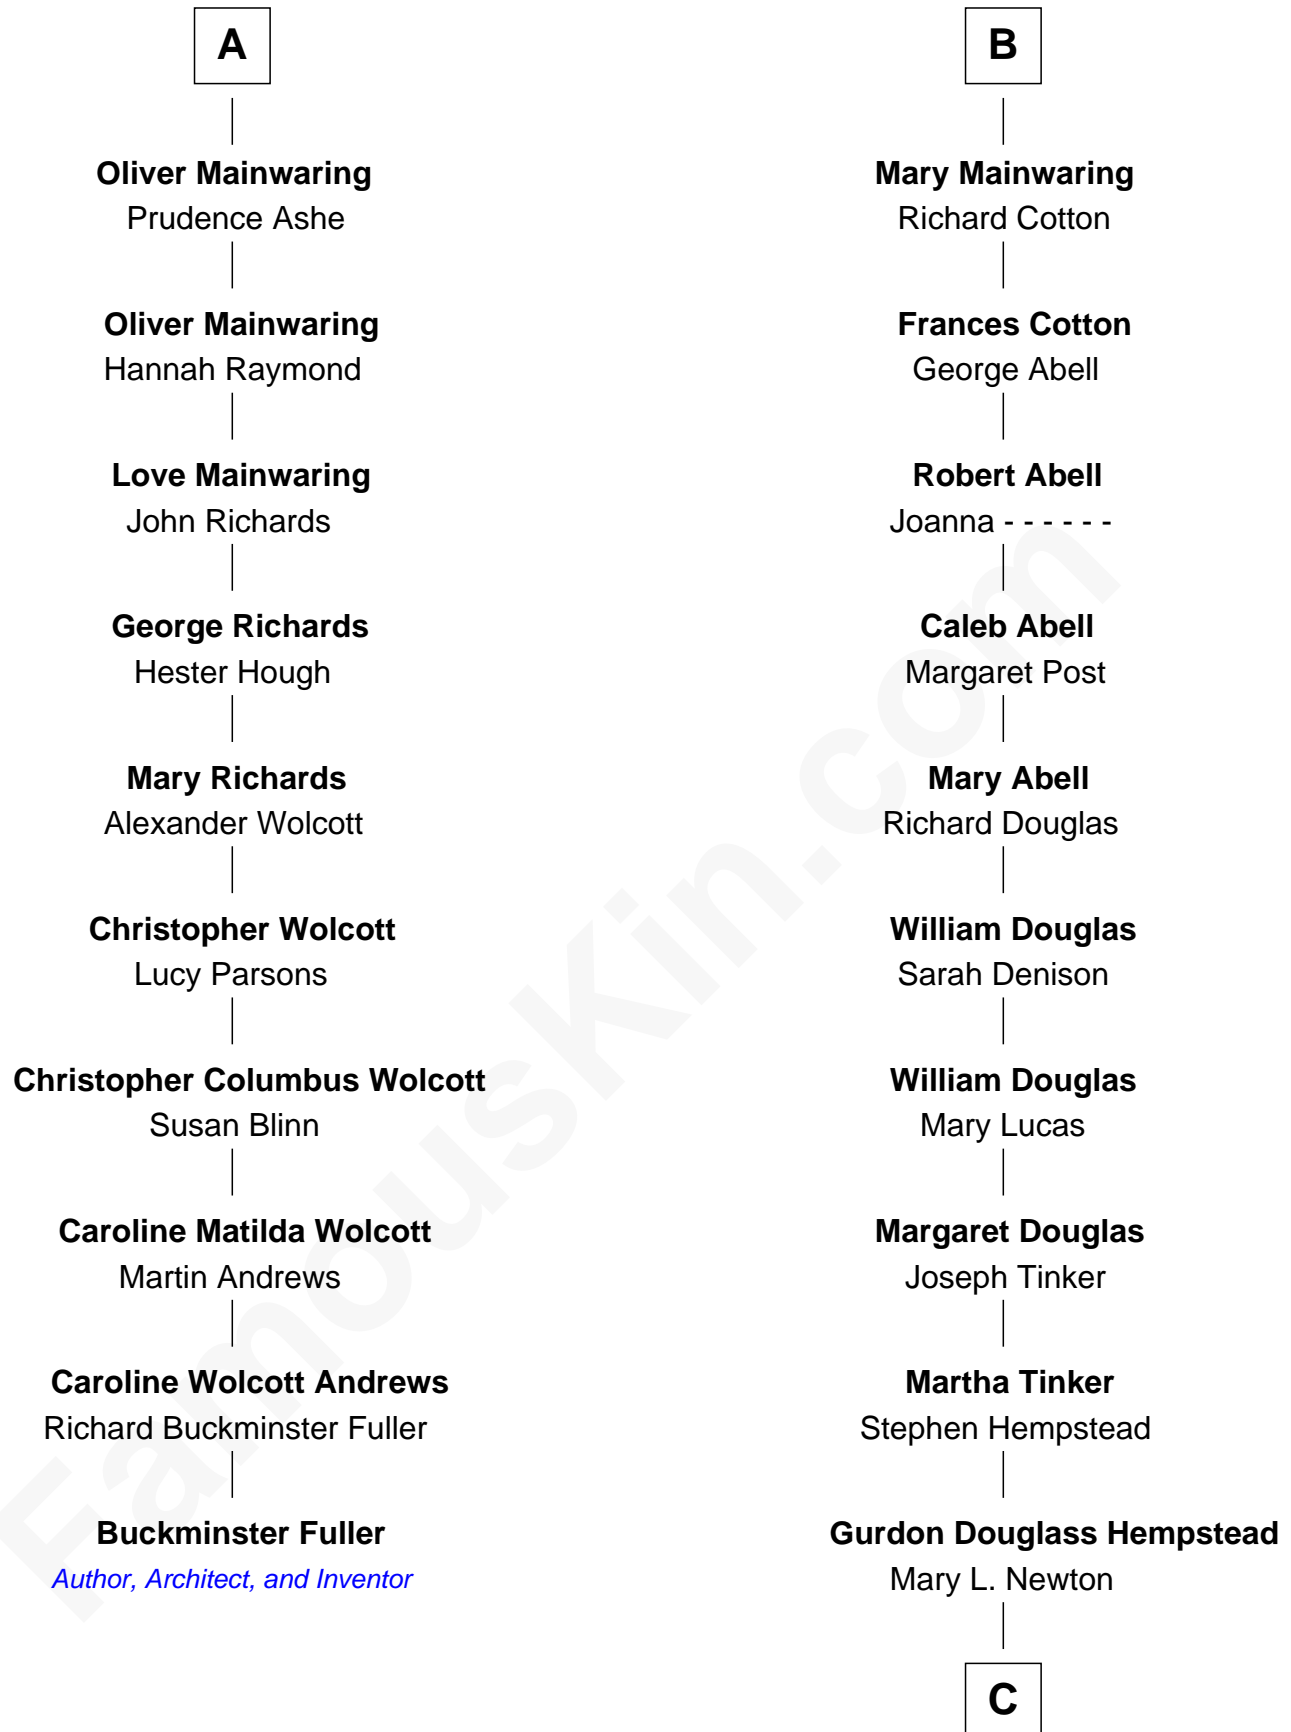 A
Oliver Mainwaring
Prudence Ashe
Oliver Mainwaring
Hannah Raymond
Love Mainwaring
John Richards
George Richards
Hester Hough
Mary Richards
Alexander Wolcott
Christopher Wolcott
Lucy Parsons
Christopher Columbus Wolcott
Susan Blinn
Caroline Matilda Wolcott
Martin Andrews
Caroline Wolcott Andrews
Richard Buckminster Fuller
Buckminster Fuller
Author, Architect, and Inventor
B
Mary Mainwaring
Richard Cotton
Frances Cotton
George Abell
Robert Abell
Joanna - - - - - -
Caleb Abell
Margaret Post
Mary Abell
Richard Douglas
William Douglas
Sarah Denison
William Douglas
Mary Lucas
Margaret Douglas
Joseph Tinker
Martha Tinker
Stephen Hempstead
Gurdon Douglass Hempstead
Mary L. Newton
C
FamousKin.com